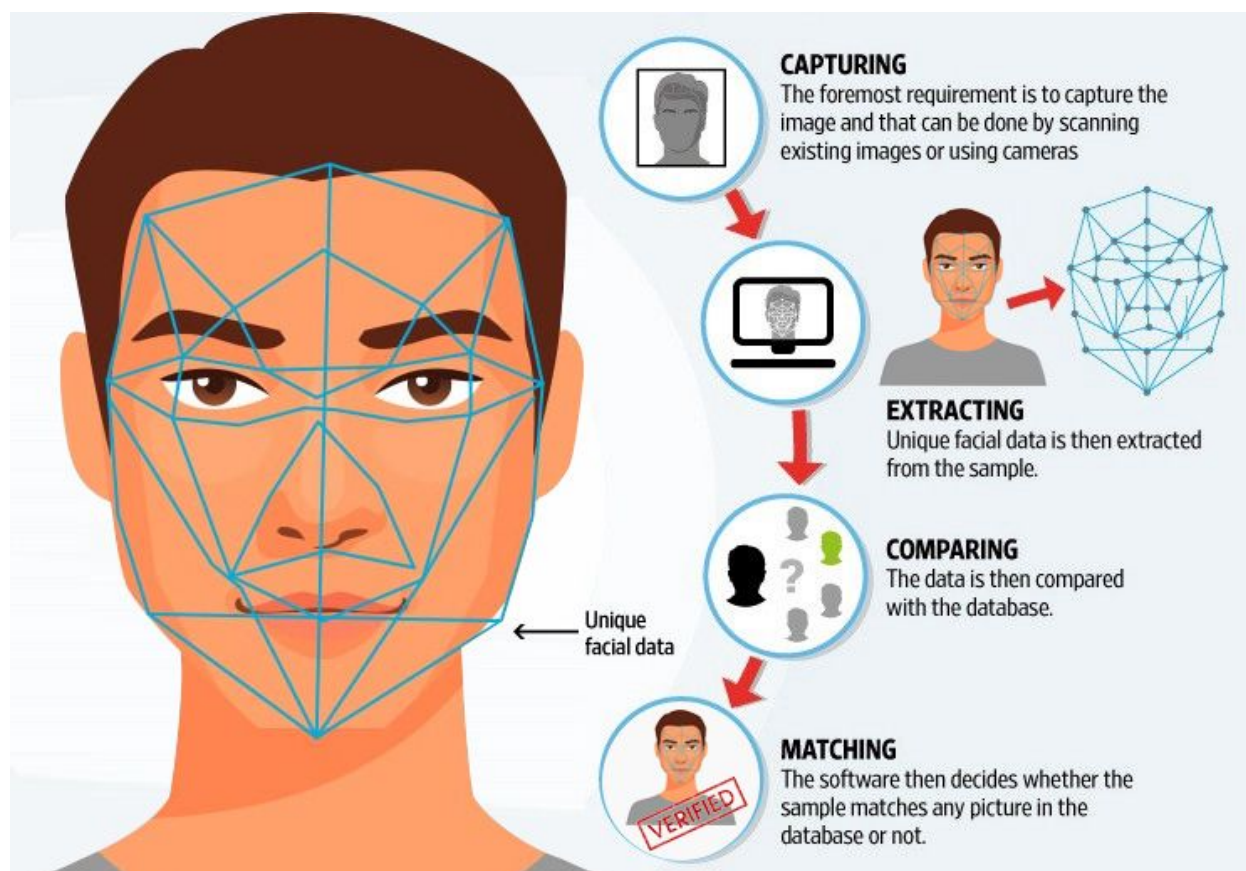 CAPTURING
The foremost requirement is to capture the
image and that can be done by scanning
existing images or using cameras
EXTRACTING
Unique facial data is then extracted
from the sample.
?
COMPARING
The data is then compared
with the database.
Unique
facial data
MATCHING
The software then decides whether the
sample matches any picture in the
database or not.
VERIFIED